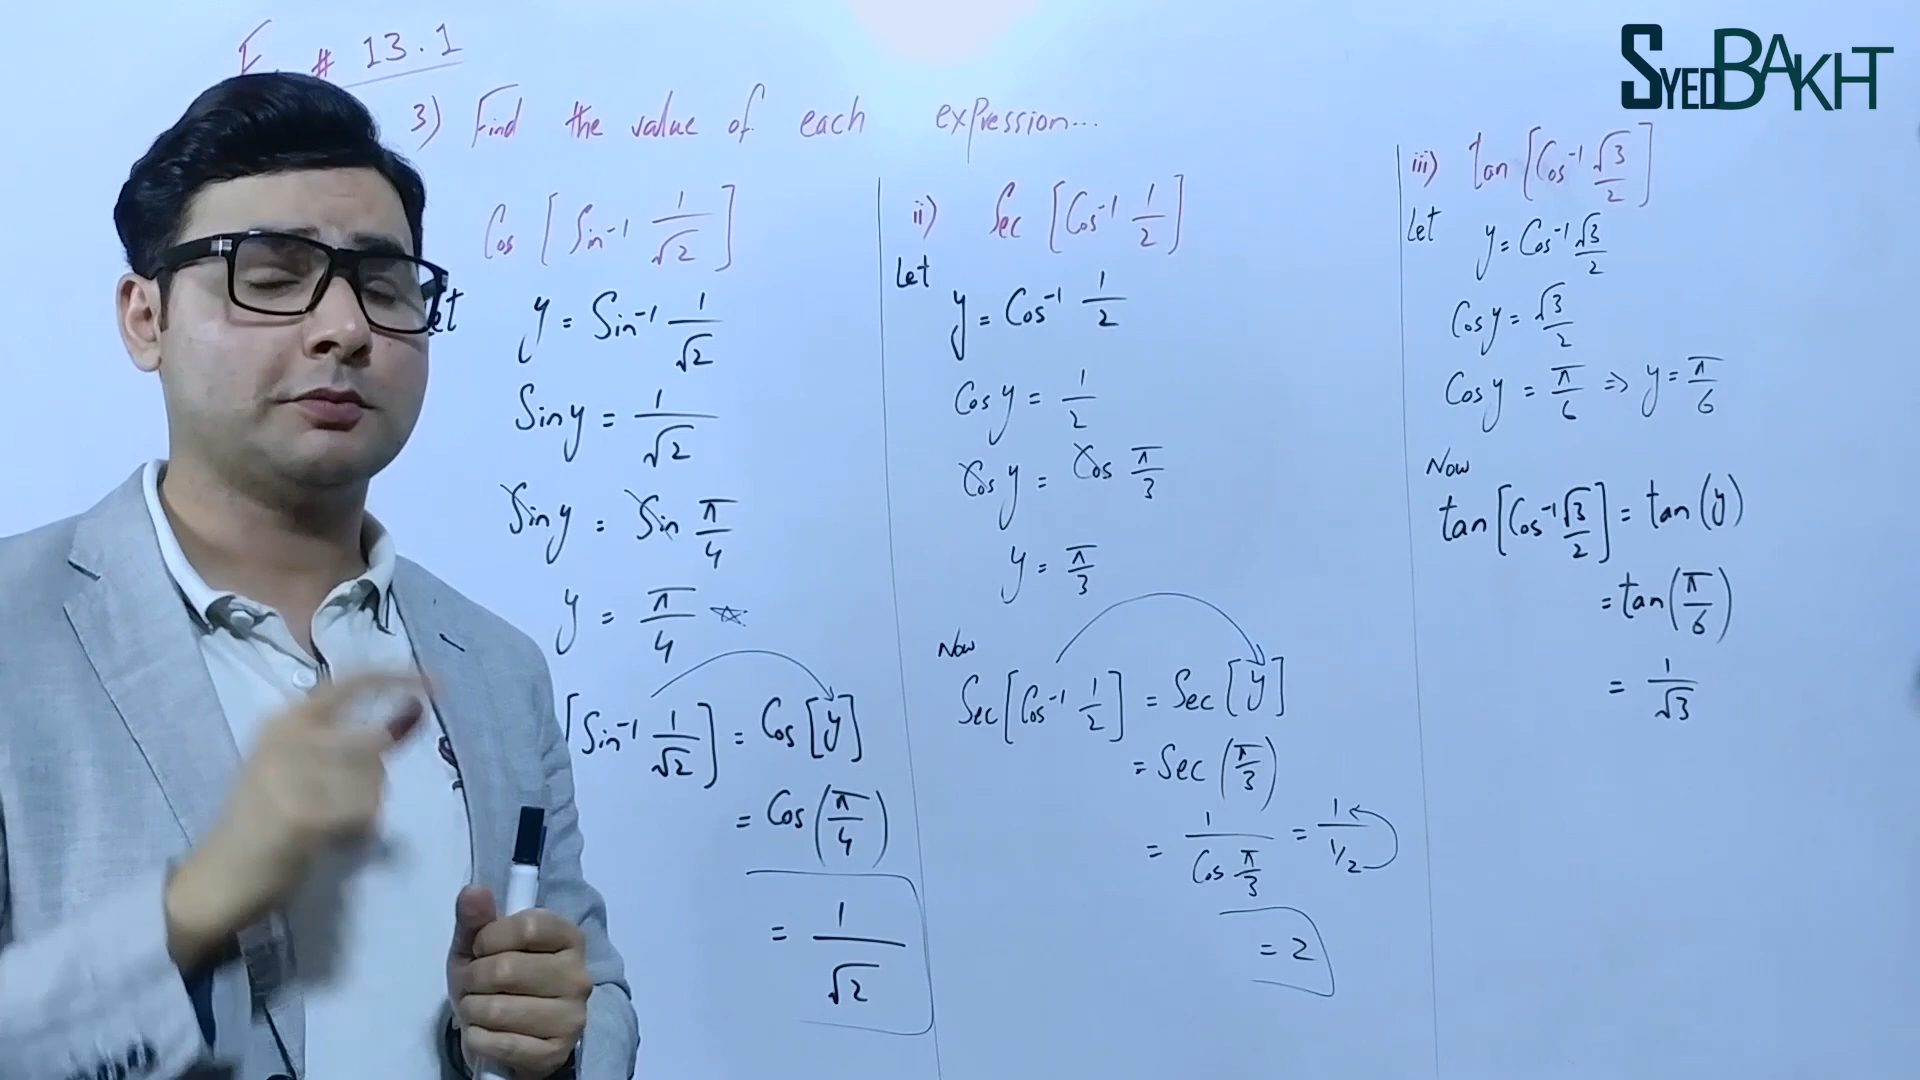 SYEDBAKHT
# 13.1
3) Find the value of each expression...
Cos [Sin⁻¹ 1/√2]
y = Sin⁻¹ 1/√2
Sin y = 1/√2
Sin y = Sin π/4
y = π/4 ☆
[Sin⁻¹ 1/√2] = Cos [y]
= Cos (π/4)
= 1/√2
ii) Sec [Cos⁻¹ 1/2]
Let
y = Cos⁻¹ 1/2
Cos y = 1/2
Cos y = Cos π/3
y = π/3
Now
Sec [Cos⁻¹ 1/2] = Sec [y]
= Sec (π/3)
= 1/Cos π/3 = 1/1/2
= 2
iii) tan [Cos⁻¹ √3/2]
Let y = Cos⁻¹ √3/2
Cos y = √3/2
Cos y = π/6 => y = π/6
Now
tan [Cos⁻¹ √3/2] = tan (y)
= tan (π/6)
= 1/√3